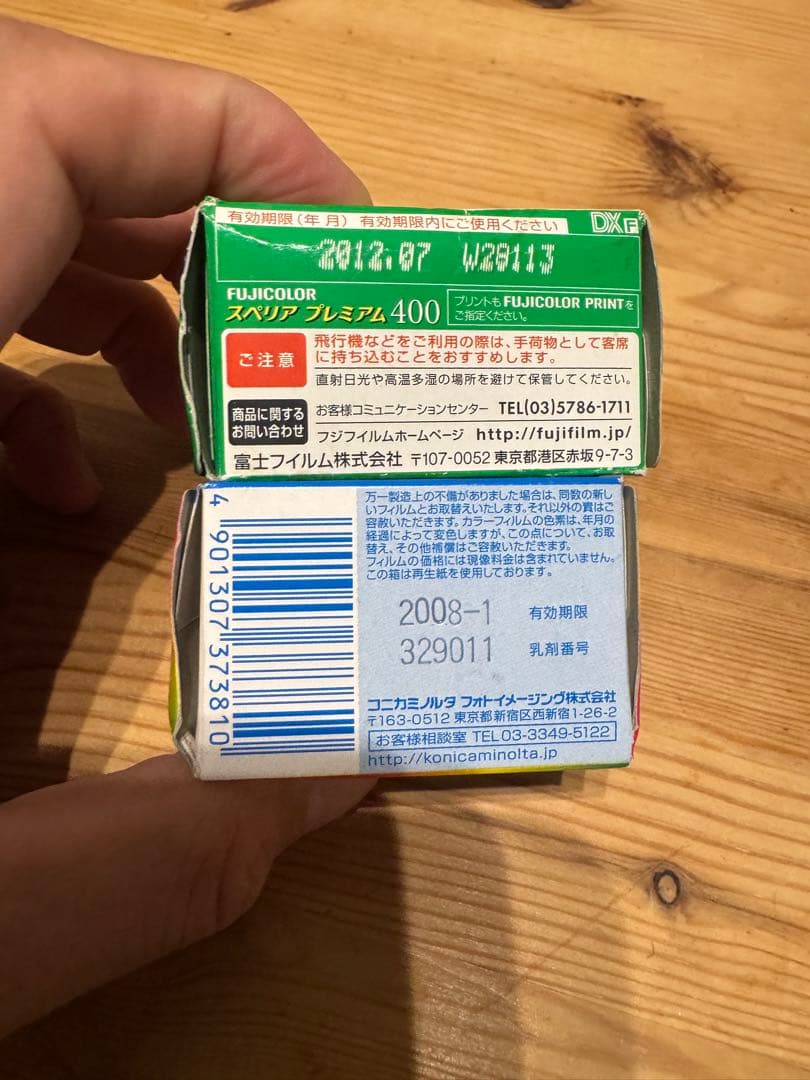 有効期限(年 月) 有効期限内にご使用ください
DX F
2012.07 W28113
FUJICOLOR
スペリア プレミアム 400
プリントもFUJICOLOR PRINTを
ご指定ください。
ご注意
飛行機などをご利用の際は、手荷物として客席
に持ち込むことをおすすめします。
直射日光や高温多湿の場所を避けて保管してください。
商品に関する
お問い合わせ
お客様コミュニケーションセンター TEL(03)5786-1711
フジフイルムホームページ http://fujifilm.jp/
富士フイルム株式会社 〒107-0052 東京都港区赤坂9-7-3
4 901307 373810
万一製造上の不備がありました場合は、同数の新し
いフィルムとお取替えいたします。それ以外の責はご
容赦いただきます。カラーフィルムの色素は、年月の
経過によって変色しますが、この点について、お取
替え、その他補償はご容赦いただきます。
フィルムの価格には現像料金は含まれていません。
この箱は再生紙を使用しております。
2008-1 有効期限
329011 乳剤番号
コニカミノルタ フォトイメージング株式会社
〒163-0512 東京都新宿区西新宿1-26-2
お客様相談室 TEL03-3349-5122
http://konicaminolta.jp